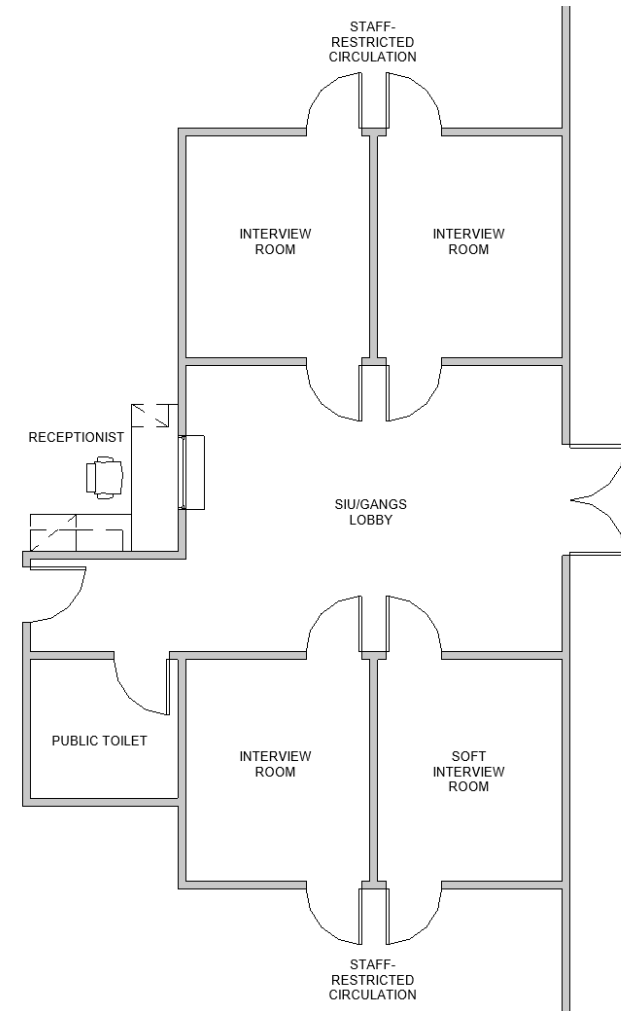 STAFF-
RESTRICTED
CIRCULATION
INTERVIEW
ROOM
INTERVIEW
ROOM
RECEPTIONIST
SIU/GANGS
LOBBY
PUBLIC TOILET
INTERVIEW
ROOM
SOFT
INTERVIEW
ROOM
STAFF-
RESTRICTED
CIRCULATION